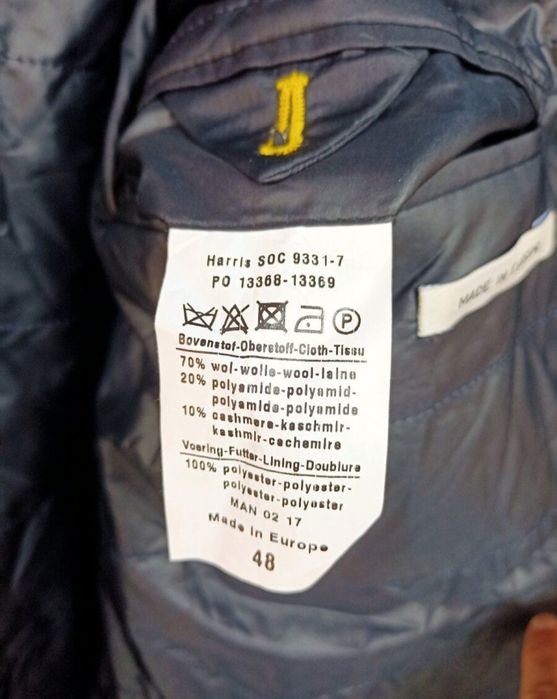 Harris SOC 9331-7
PO 13368-13369
P
Bovenstof-Oberstoff-Cloth-Tissu
70% wol-wolle-wool-laine
20% polyamide-polyamid-
polyamide-polyamide
10% cashmere-kaschmir-
kashmir-cachemire
Voering-Futter-Lining-Doublure
100% polyester-polyester-
polyester-polyester
MAN 02 17
Made in Europe
48
MADE IN EUROPE